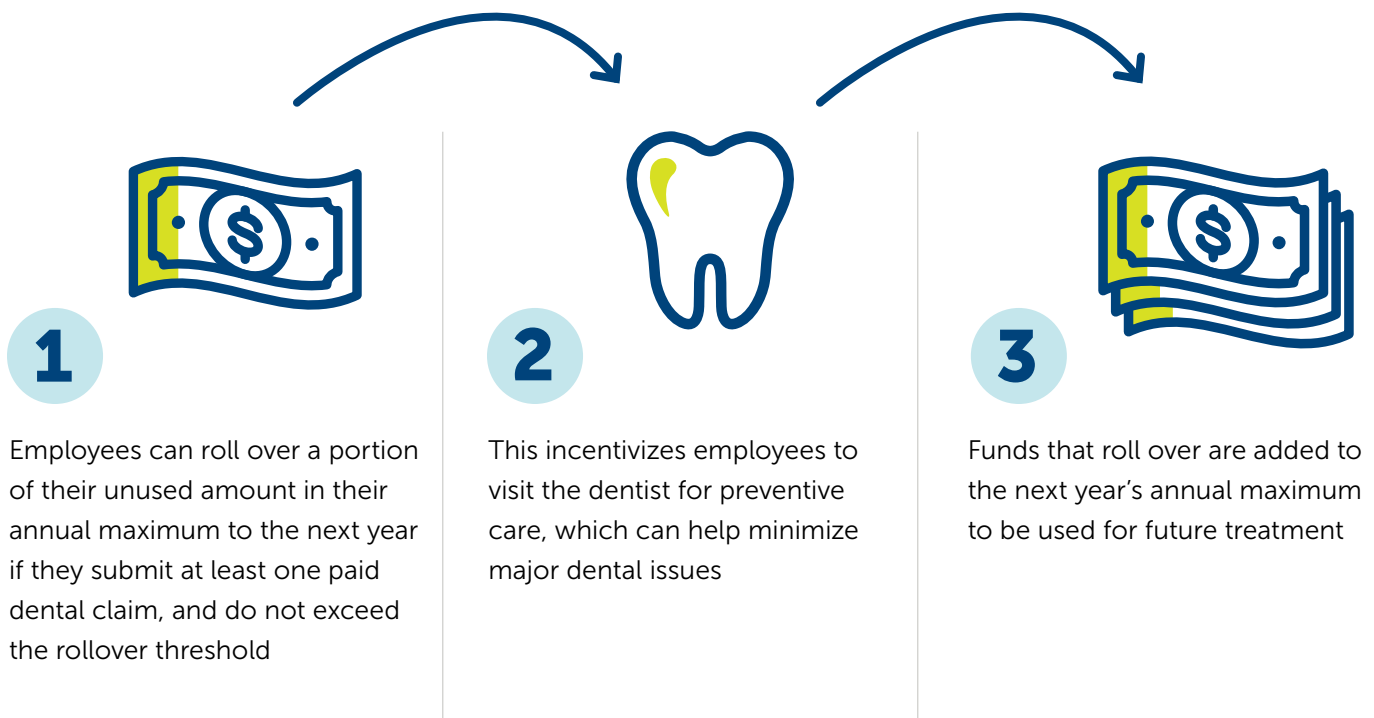 $
$
1
Employees can roll over a portion
of their unused amount in their
annual maximum to the next year
if they submit at least one paid
dental claim, and do not exceed
the rollover threshold
2
This incentivizes employees to
visit the dentist for preventive
care, which can help minimize
major dental issues
3
Funds that roll over are added to
the next year’s annual maximum
to be used for future treatment